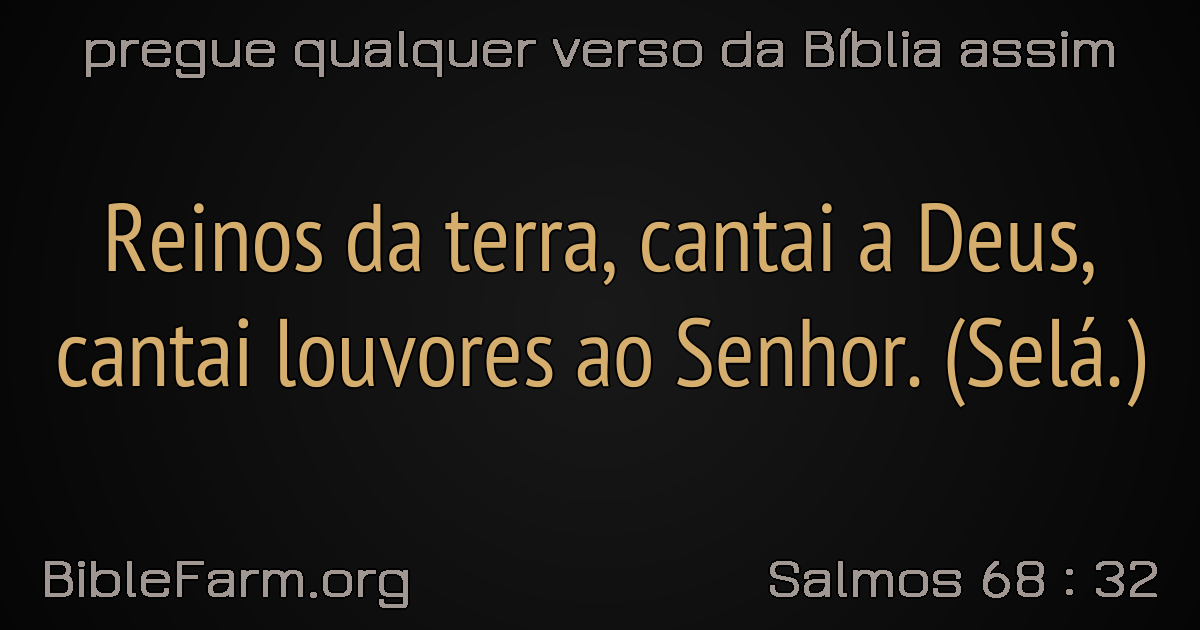 pregue qualquer verso da Bíblia assim
Reinos da terra, cantai a Deus,
cantai louvores ao Senhor. (Selá.)
BibleFarm.org
Salmos 68 : 32